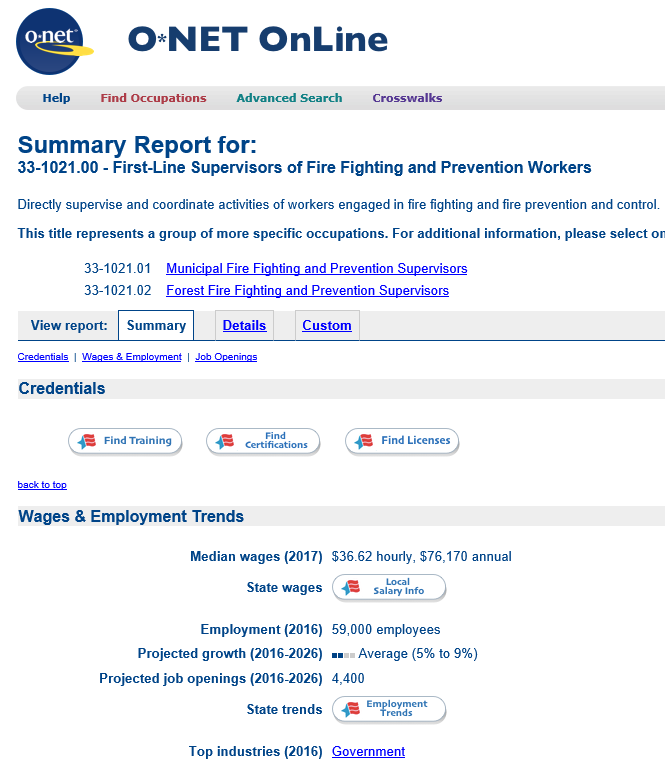 o·net
O*NET OnLine
Help Find Occupations Advanced Search Crosswalks
Summary Report for:
33-1021.00 - First-Line Supervisors of Fire Fighting and Prevention Workers
Directly supervise and coordinate activities of workers engaged in fire fighting and fire prevention and control.
This title represents a group of more specific occupations. For additional information, please select on
33-1021.01 Municipal Fire Fighting and Prevention Supervisors
33-1021.02 Forest Fire Fighting and Prevention Supervisors
View report: Summary Details Custom
Credentials | Wages & Employment | Job Openings
Credentials
Find Training
Find
Certifications
Find Licenses
back to top
Wages & Employment Trends
Median wages (2017) $36.62 hourly, $76,170 annual
State wages
Local
Salary Info
Employment (2016) 59,000 employees
Projected growth (2016-2026) Average (5% to 9%)
Projected job openings (2016-2026) 4,400
State trends
Employment
Trends
Top industries (2016) Government